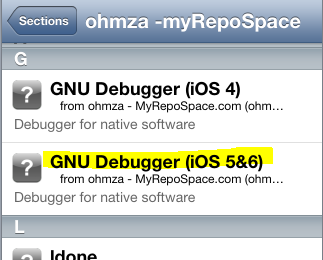 Sections
ohmza -myRepoSpace
G
?
GNU Debugger (iOS 4)
from ohmza - MyRepoSpace.com (ohm…
Debugger for native software
?
GNU Debugger (iOS 5&6)
from ohmza - MyRepoSpace.com (ohm…
Debugger for native software
L
?